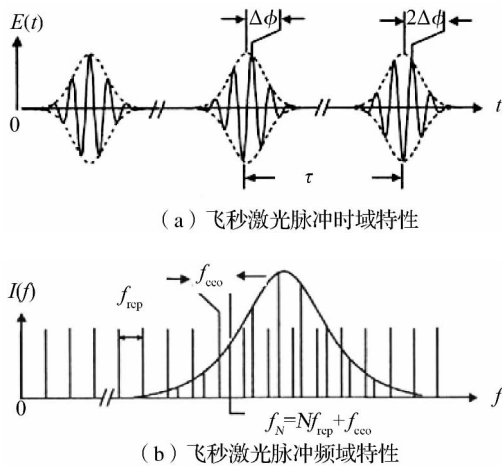 Δϕ
2Δϕ
E(t)
0
t
τ
(a)飞秒激光脉冲时域特性
I(f)
f_rep
f_ceo
0
f
f_N=Nf_rep+f_ceo
(b)飞秒激光脉冲频域特性